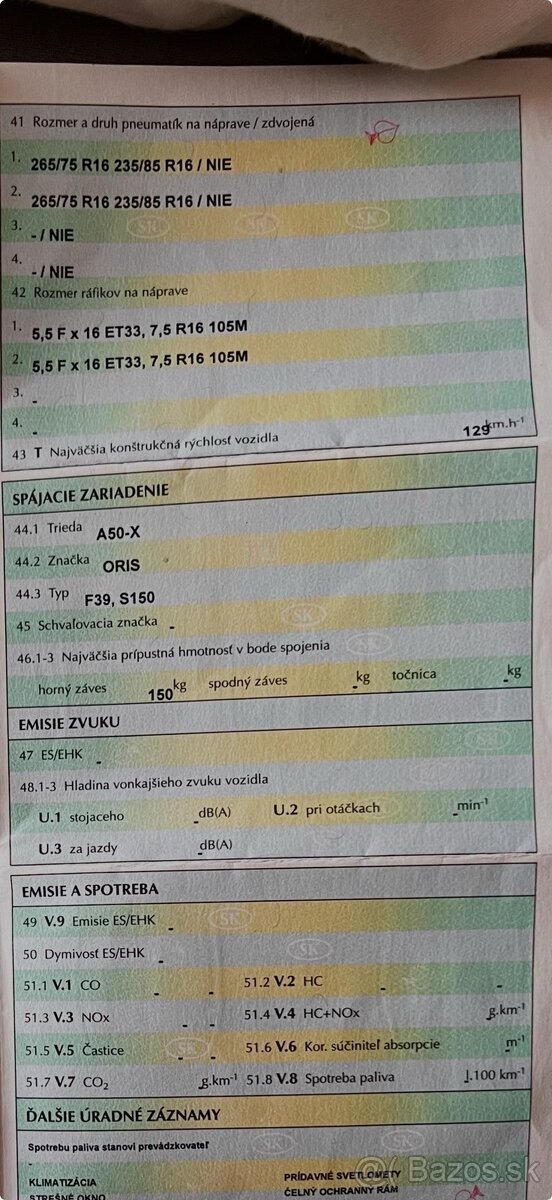 41 Rozmer a druh pneumatík na náprave / zdvojená
1. 265/75 R16 235/85 R16 / NIE
2. 265/75 R16 235/85 R16 / NIE
3. - / NIE
4. - / NIE
42 Rozmer ráfikov na náprave
1. 5,5 F x 16 ET33, 7,5 R16 105M
2. 5,5 F x 16 ET33, 7,5 R16 105M
3. -
4. -
43 T Najväčšia konštrukčná rýchlosť vozidla 129 km.h-1
SPÁJACIE ZARIADENIE
44.1 Trieda A50-X
44.2 Značka ORIS
44.3 Typ F39, S150
45 Schvaľovacia značka -
46.1-3 Najväčšia prípustná hmotnosť v bode spojenia
horný záves 150 kg spodný záves - kg točnica - kg
EMISIE ZVUKU
47 ES/EHK -
48.1-3 Hladina vonkajšieho zvuku vozidla
U.1 stojaceho - dB(A) U.2 pri otáčkach - min-1
U.3 za jazdy - dB(A)
EMISIE A SPOTREBA
49 V.9 Emisie ES/EHK -
50 Dymivosť ES/EHK -
51.1 V.1 CO - - 51.2 V.2 HC - -
51.3 V.3 NOx - - 51.4 V.4 HC+NOx - g.km-1
51.5 V.5 Častice - - 51.6 V.6 Kor. súčiniteľ absorpcie - m-1
51.7 V.7 CO2 - g.km-1 51.8 V.8 Spotreba paliva - l.100 km-1
ĎALŠIE ÚRADNÉ ZÁZNAMY
Spotrebu paliva stanoví prevádzkovateľ
-
KLIMATIZÁCIA PRÍDAVNÉ SVETLOMETY
STREŠNÉ OKNO ČELNÝ OCHRANNÝ RÁM
Bazos.sk